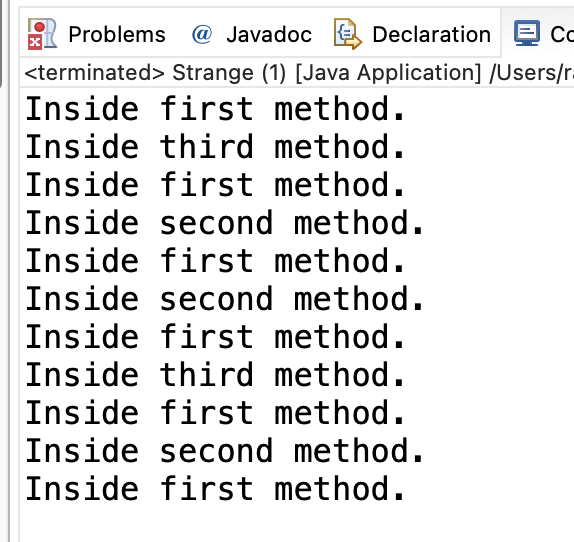 Problems @ Javadoc Declaration Co
<terminated> Strange (1) [Java Application] /Users/r
Inside first method.
Inside third method.
Inside first method.
Inside second method.
Inside first method.
Inside second method.
Inside first method.
Inside third method.
Inside first method.
Inside second method.
Inside first method.